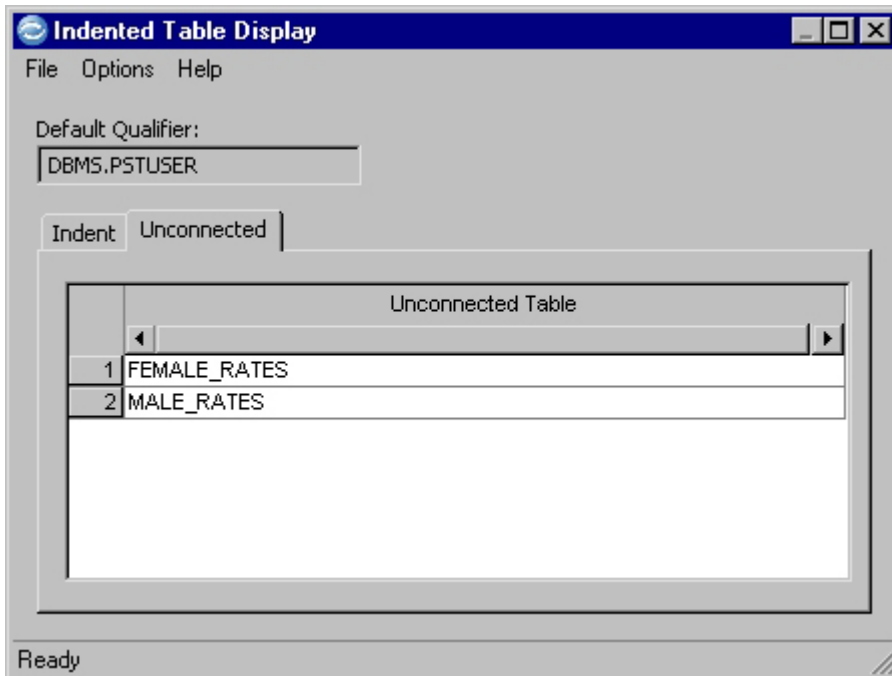 Indented Table Display
File Options Help
Default Qualifier:
DBMS.PSTUSER
Indent Unconnected
Unconnected Table
1 FEMALE_RATES
2 MALE_RATES
Ready